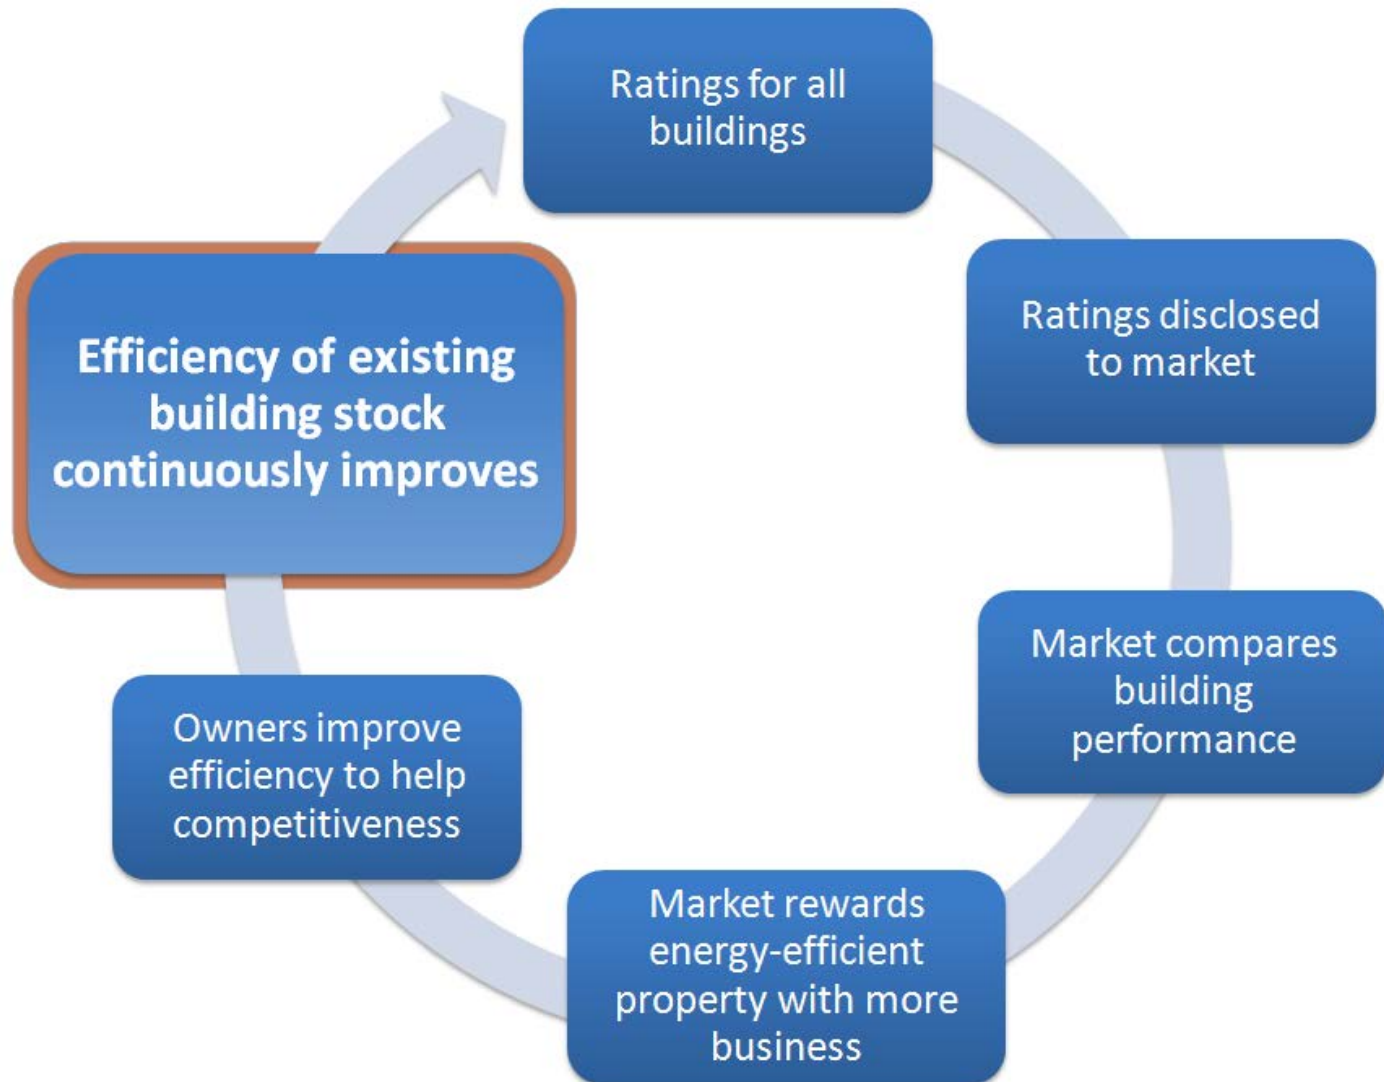 Ratings for all
buildings
Ratings disclosed
to market
Market compares
building
performance
Market rewards
energy-efficient
property with more
business
Owners improve
efficiency to help
competitiveness
Efficiency of existing
building stock
continuously improves